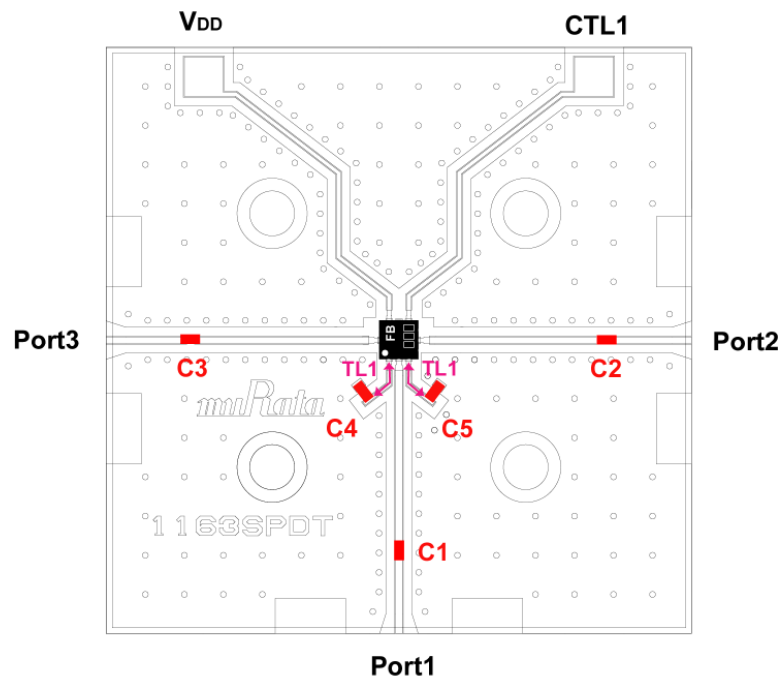 VDD
CTL1
FB
Port3
Port2
C3
C2
TL1
TL1
muRata
C4
C5
1163SPDT
C1
Port1